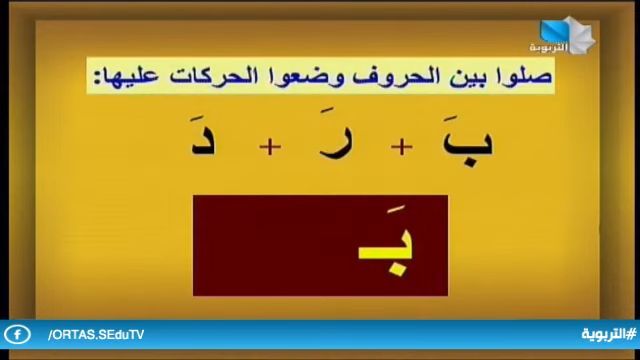 التربوية
صلوا بين الحروف وضعوا الحركات عليها:
بَ + رَ + دَ
بَـ
/ORTAS.SEduTV #التربوية